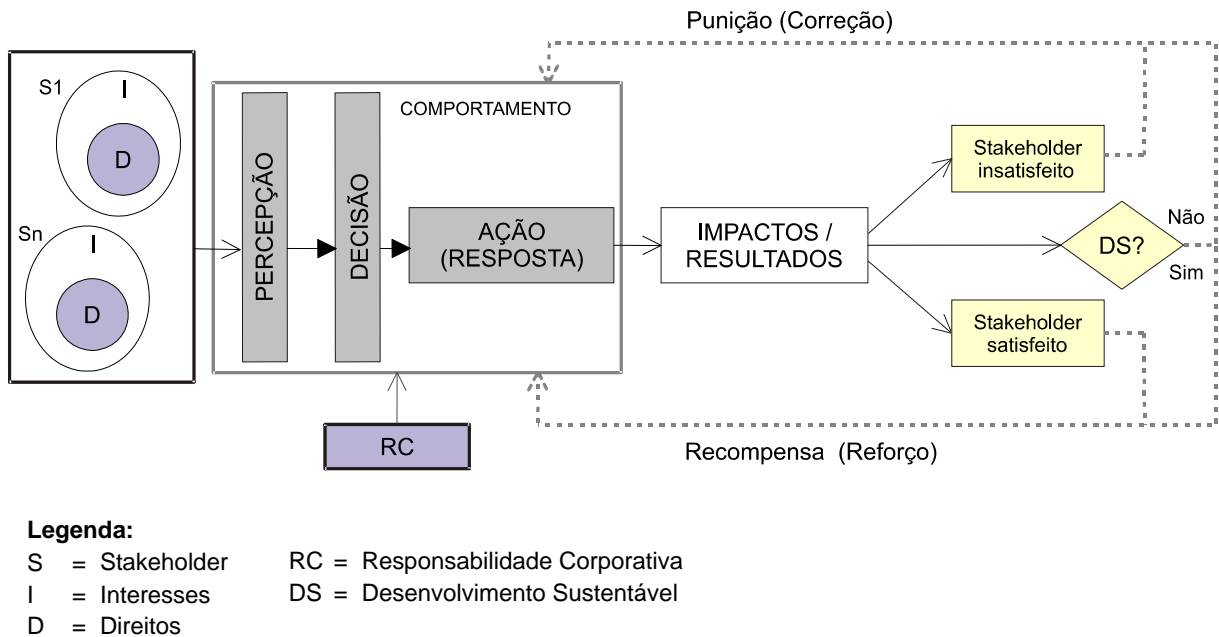 Punição (Correção)
S1
I
D
Sn
I
D
COMPORTAMENTO
PERCEPÇÃO
DECISÃO
AÇÃO
(RESPOSTA)
IMPACTOS /
RESULTADOS
Stakeholder
insatisfeito
DS?
Não
Sim
Stakeholder
satisfeito
RC
Recompensa (Reforço)
Legenda:
S = Stakeholder RC = Responsabilidade Corporativa
I = Interesses DS = Desenvolvimento Sustentável
D = Direitos